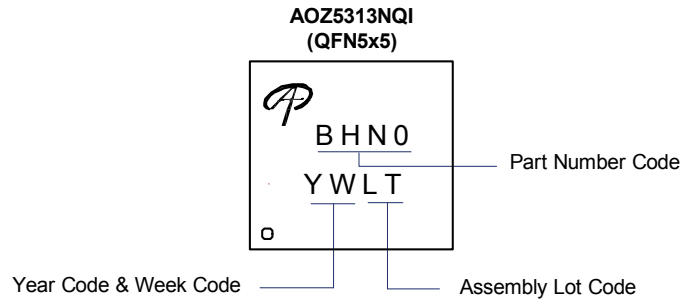 AOZ5313NQI
(QFN5x5)
BHN0
Part Number Code
YWLT
Year Code & Week Code
Assembly Lot Code